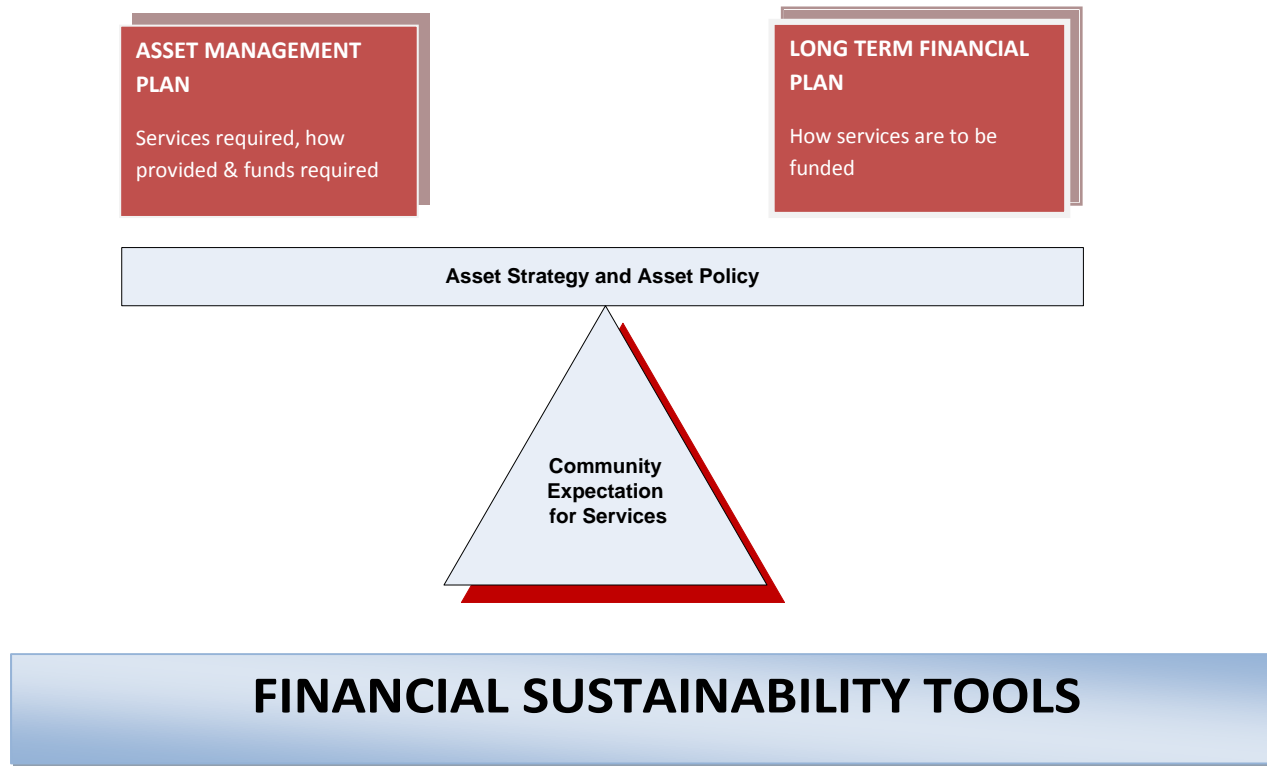 ASSET MANAGEMENT
PLAN
Services required, how
provided & funds required
LONG TERM FINANCIAL
PLAN
How services are to be
funded
Asset Strategy and Asset Policy
Community
Expectation
for Services
FINANCIAL SUSTAINABILITY TOOLS